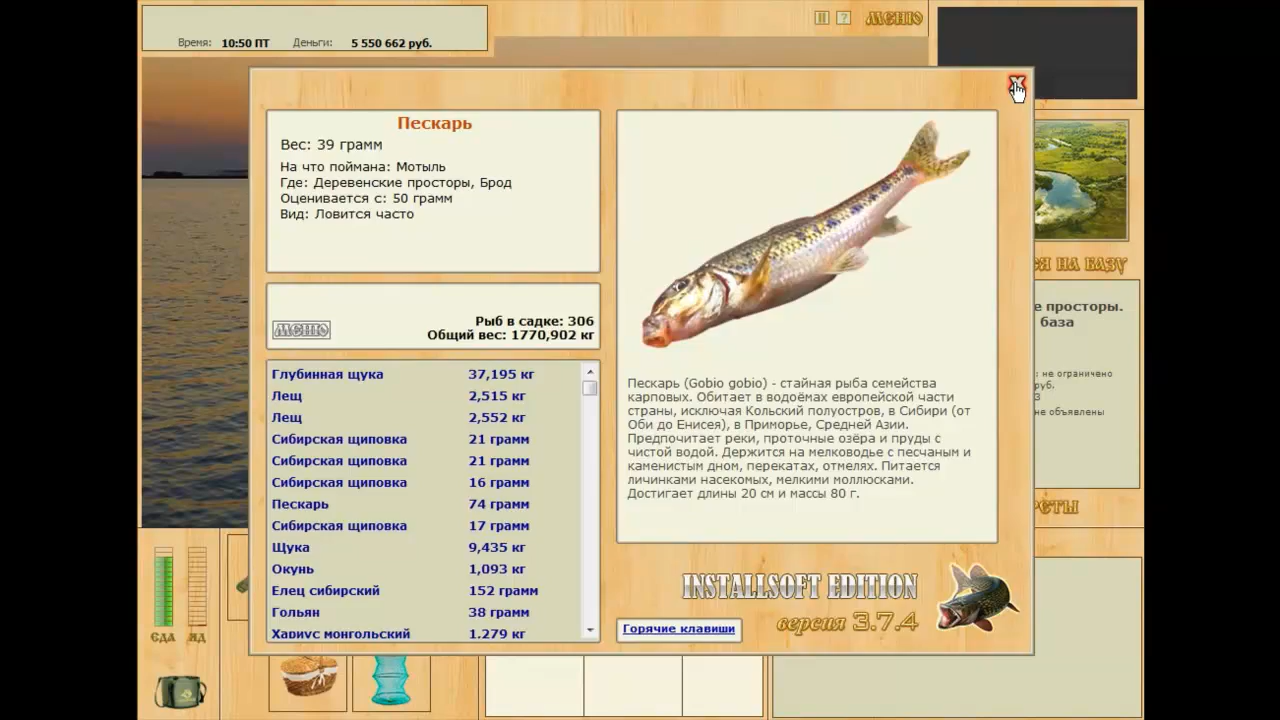 Время: 10:50 ПТ Деньги: 5 550 662 руб.
? МЕНЮ
Пескарь
Вес: 39 грамм
На что поймана: Мотыль
Где: Деревенские просторы, Брод
Оценивается с: 50 грамм
Вид: Ловится часто
МЕНЮ
Рыб в садке: 306
Общий вес: 1770,902 кг
Глубинная щука 37,195 кг
Лещ 2,515 кг
Лещ 2,552 кг
Сибирская щиповка 21 грамм
Сибирская щиповка 21 грамм
Сибирская щиповка 16 грамм
Пескарь 74 грамм
Сибирская щиповка 17 грамм
Щука 9,435 кг
Окунь 1,093 кг
Елец сибирский 152 грамм
Гольян 38 грамм
Хариус монгольский 1,279 кг
Пескарь (Gobio gobio) - стайная рыба семейства
карповых. Обитает в водоёмах европейской части
страны, исключая Кольский полуостров, в Сибири (от
Оби до Енисея), в Приморье, Средней Азии.
Предпочитает реки, проточные озёра и пруды с
чистой водой. Держится на мелководье с песчаным и
каменистым дном, перекатах, отмелях. Питается
личинками насекомых, мелкими моллюсками.
Достигает длины 20 см и массы 80 г.
INSTALLSOFT EDITION
версия 3.7.4
Горячие клавиши
НА БАЗУ
е просторы.
база
: не ограничено
руб.
3
не объявлены
ЕДА